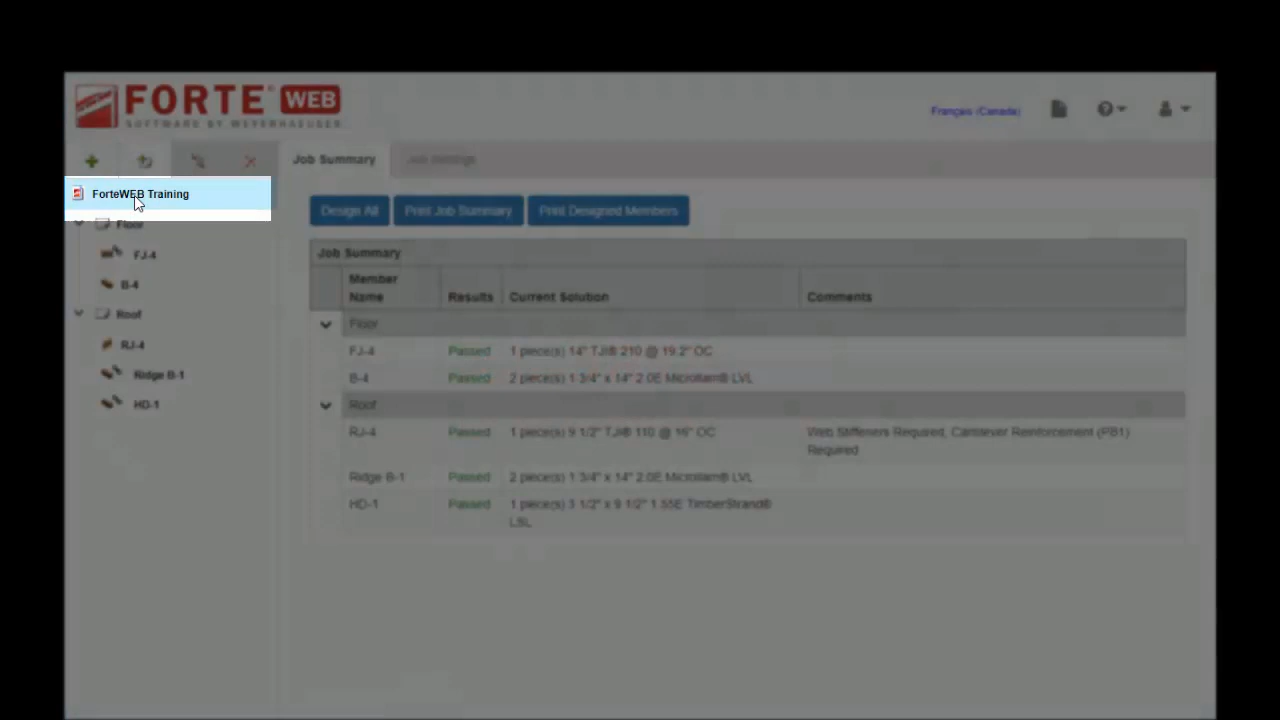 FORTE® WEB
SOFTWARE BY WEYERHAEUSER
Français (Canada)
Job Summary
Job Settings
ForteWEB Training
Floor
FJ-4
B-4
Roof
RJ-4
Ridge B-1
HD-1
Design All
Print Job Summary
Print Designed Members
Job Summary
Member Name
Results
Current Solution
Comments
Floor
FJ-4 Passed 1 piece(s) 14" TJI® 210 @ 19.2" OC
B-4 Passed 2 piece(s) 1 3/4" x 14" 2.0E Microllam® LVL
Roof
RJ-4 Passed 1 piece(s) 9 1/2" TJI® 110 @ 16" OC Web Stiffeners Required, Cantilever Reinforcement (PB1)
Required
Ridge B-1 Passed 2 piece(s) 1 3/4" x 14" 2.0E Microllam® LVL
HD-1 Passed 1 piece(s) 3 1/2" x 9 1/2" 1.55E TimberStrand®
LSL